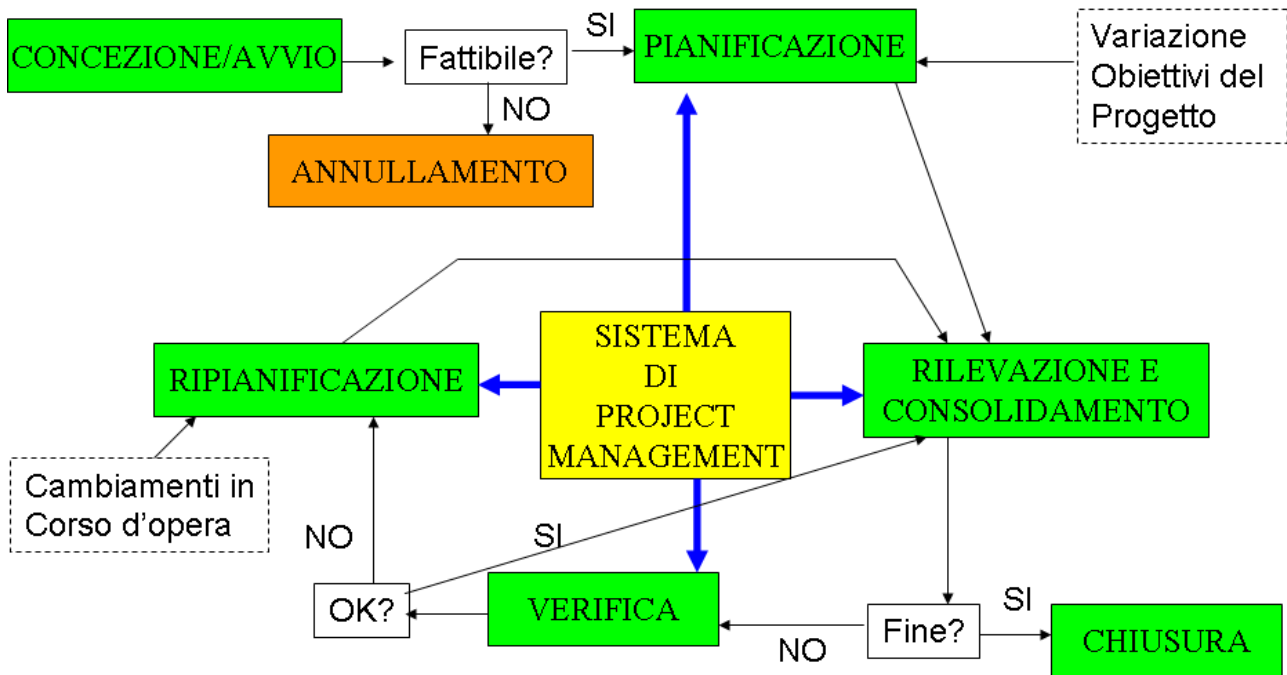 CONCEZIONE/AVVIO
Fattibile?
SI
PIANIFICAZIONE
Variazione
Obiettivi del
Progetto
NO
ANNULLAMENTO
RIPIANIFICAZIONE
SISTEMA
DI
PROJECT
MANAGEMENT
RILEVAZIONE E
CONSOLIDAMENTO
Cambiamenti in
Corso d'opera
NO
SI
OK?
VERIFICA
NO
Fine?
SI
CHIUSURA